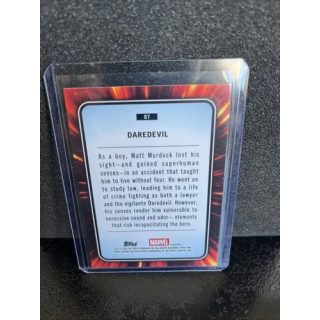 97
DAREDEVIL
As a boy, Matt Murdock lost his
sight—and gained superhuman
senses—in an accident that taught
him to live without fear. He went on
to study law, leading him to a life
of crime fighting as both a lawyer
and the vigilante Daredevil. However,
his senses render him vulnerable to
excessive sound and odor— elements
that risk incapacitating the hero.
Topps
MARVEL